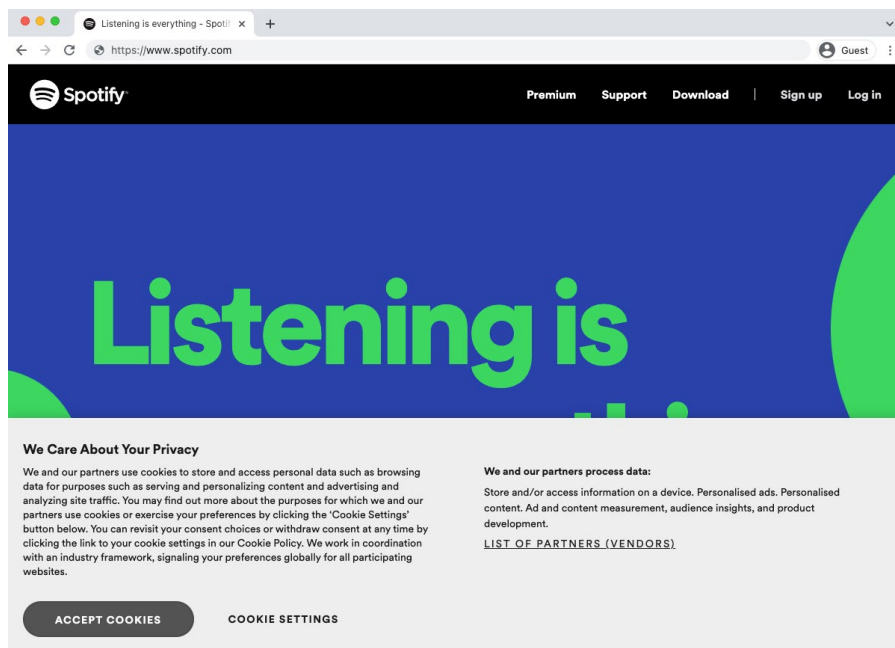 Listening is everything - Spoti
https://www.spotify.com
Guest
Spotify
Premium Support Download | Sign up Log in
Listening is
We Care About Your Privacy
We and our partners use cookies to store and access personal data such as browsing
data for purposes such as serving and personalizing content and advertising and
analyzing site traffic. You may find out more about the purposes for which we and our
partners use cookies or exercise your preferences by clicking the ‘Cookie Settings’
button below. You can revisit your consent choices or withdraw consent at any time by
clicking the link to your cookie settings in our Cookie Policy. We work in coordination
with an industry framework, signaling your preferences globally for all participating
websites.
We and our partners process data:
Store and/or access information on a device. Personalised ads. Personalised
content. Ad and content measurement, audience insights, and product
development.
LIST OF PARTNERS (VENDORS)
ACCEPT COOKIES
COOKIE SETTINGS